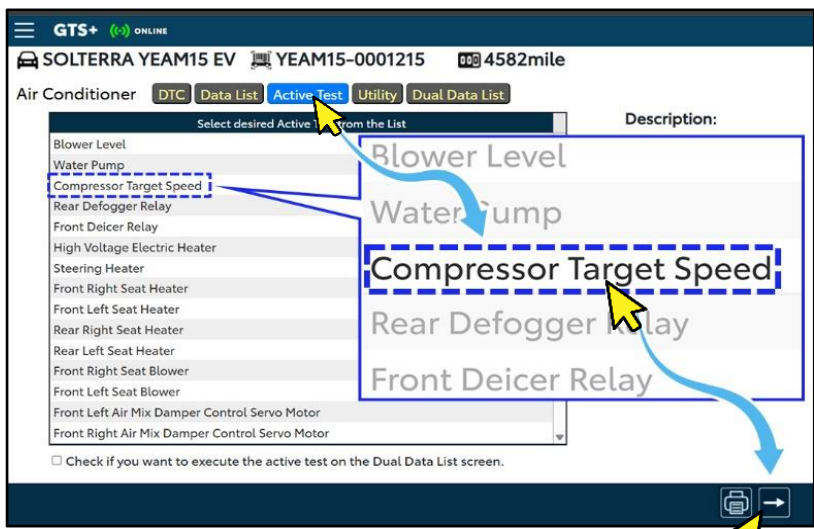 GTS+ ONLINE
SOLTERRA YEAM15 EV YEAM15-0001215 4582mile
Air Conditioner DTC Data List Active Test Utility Dual Data List
Select desired Active from the List
Description:
Blower Level
Water Pump
Compressor Target Speed
Rear Defogger Relay
Front Deicer Relay
High Voltage Electric Heater
Steering Heater
Front Right Seat Heater
Front Left Seat Heater
Rear Right Seat Heater
Rear Left Seat Heater
Front Right Seat Blower
Front Left Seat Blower
Front Left Air Mix Damper Control Servo Motor
Front Right Air Mix Damper Control Servo Motor
Blower Level
Water Pump
Compressor Target Speed
Rear Defogger Relay
Front Deicer Relay
Check if you want to execute the active test on the Dual Data List screen.